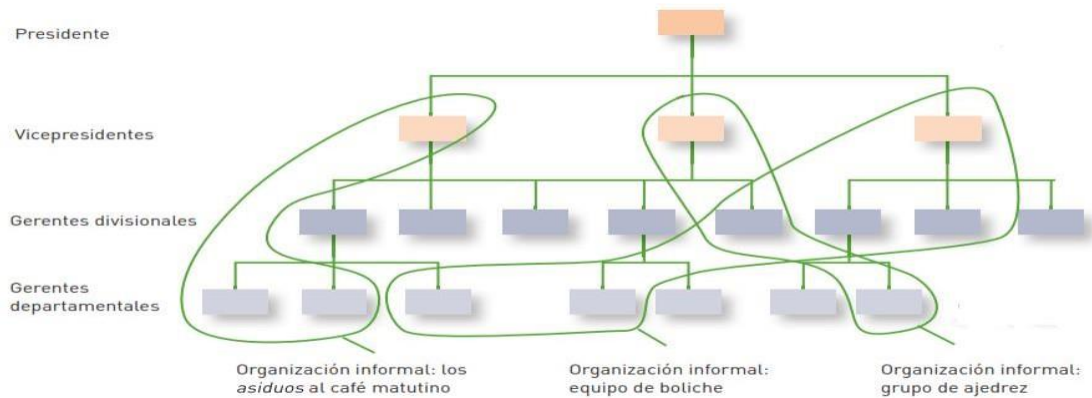 Presidente
Vicepresidentes
Gerentes divisionales
Gerentes
departamentales
Organización informal: los
asiduos al café matutino
Organización informal:
equipo de boliche
Organización informal:
grupo de ajedrez